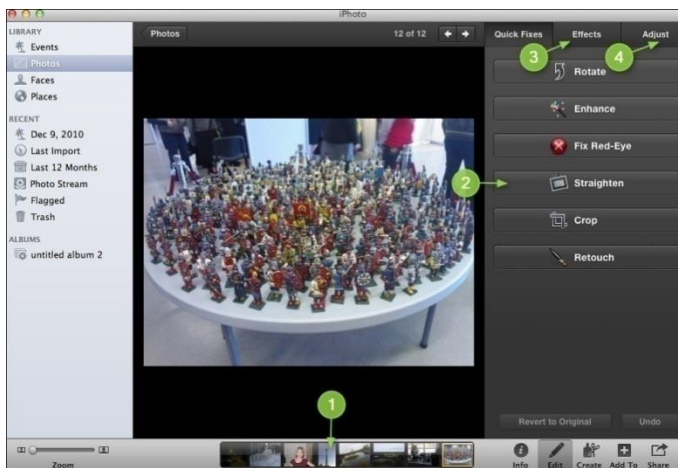 iPhoto
LIBRARY
Events
Photos
Faces
Places
RECENT
Dec 9, 2010
Last Import
Last 12 Months
Photo Stream
Flagged
Trash
ALBUMS
untitled album 2
Zoom
Photos
12 of 12
1
Quick Fixes Effects Adjust
3 4
Rotate
Enhance
Fix Red-Eye
2
Straighten
Crop
Retouch
Revert to Original Undo
Info Edit Create Add To Share